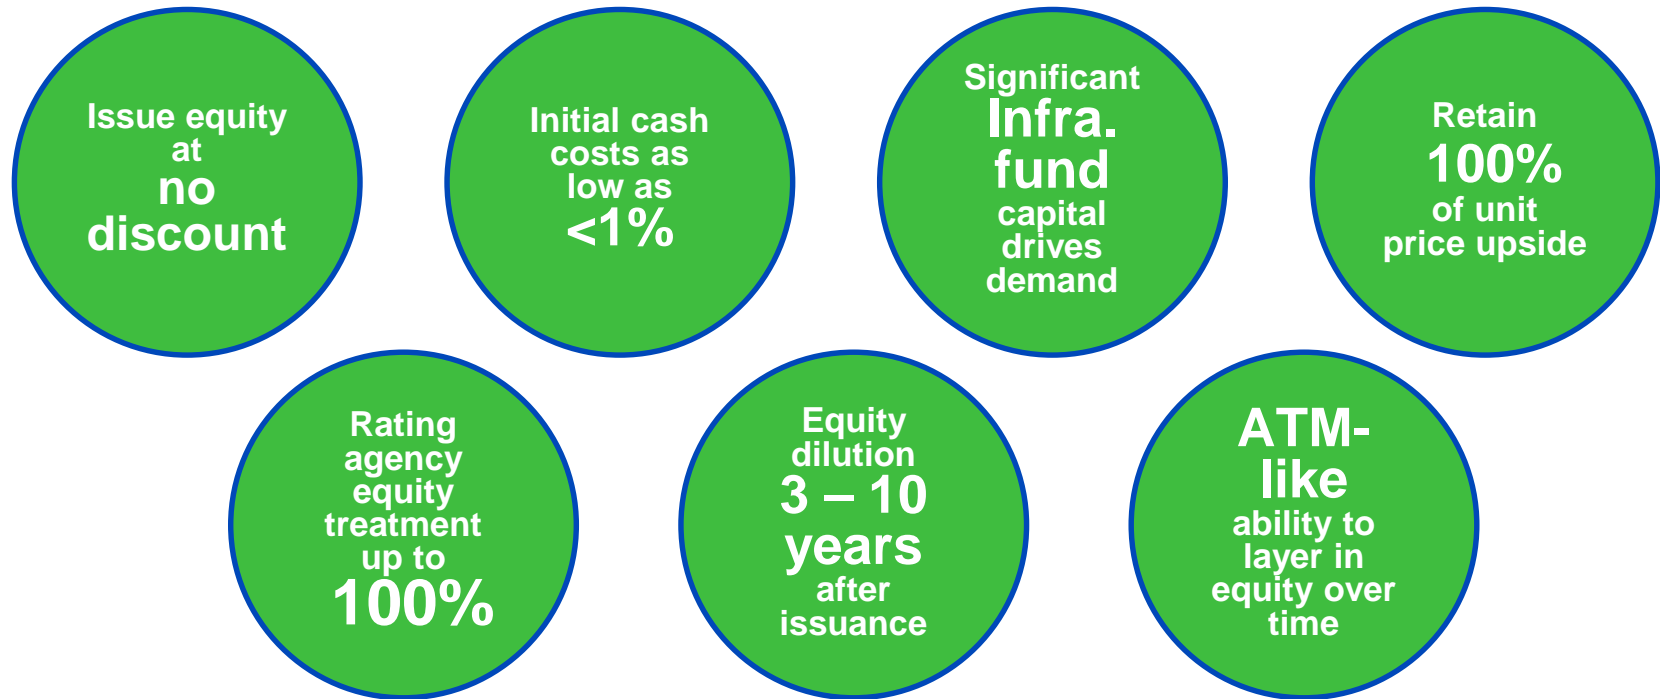 Issue equity
at
no
discount
Initial cash
costs as
low as
<1%
Significant
Infra.
fund
capital
drives
demand
Retain
100%
of unit
price upside
Rating
agency
equity
treatment
up to
100%
Equity
dilution
3 – 10
years
after
issuance
ATM-
like
ability to
layer in
equity over
time